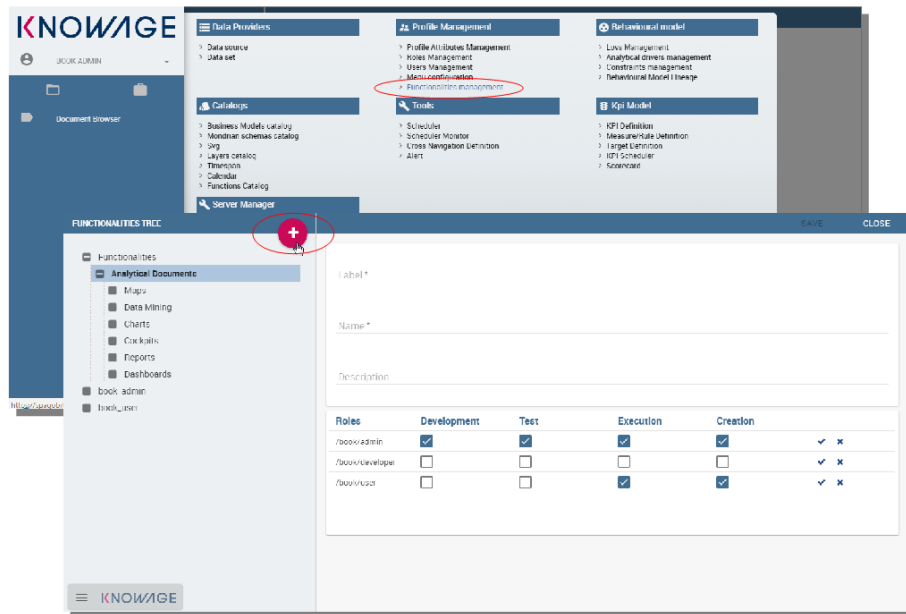 KNOWAGE
BOOK ADMIN
Document Browser
Data Providers
Data source
Data set
Profile Management
Profile Attributes Management
Roles Management
Users Management
Menu configuration
Functionalities management
Behavioural model
Lovs Management
Analytical drivers management
Constraints management
Behavioural Model Lineage
Catalogs
Business Models catalog
Mondrian schemas catalog
Svg
Layers catalog
Timespan
Calendar
Functions Catalog
Tools
Scheduler
Scheduler Monitor
Cross Navigation Definition
Alert
Kpi Model
KPI Definition
Measure/Rule Definition
Target Definition
KPI Scheduler
Scorecard
Server Manager
FUNCTIONALITIES TREE
SAVE CLOSE
Functionalities
Analytical Documents
Maps
Data Mining
Charts
Cockpits
Reports
Dashboards
book_admin
book_user
Label *
Name *
Description
Roles Development Test Execution Creation
/book/admin
/book/developer
/book/user
KNOWAGE